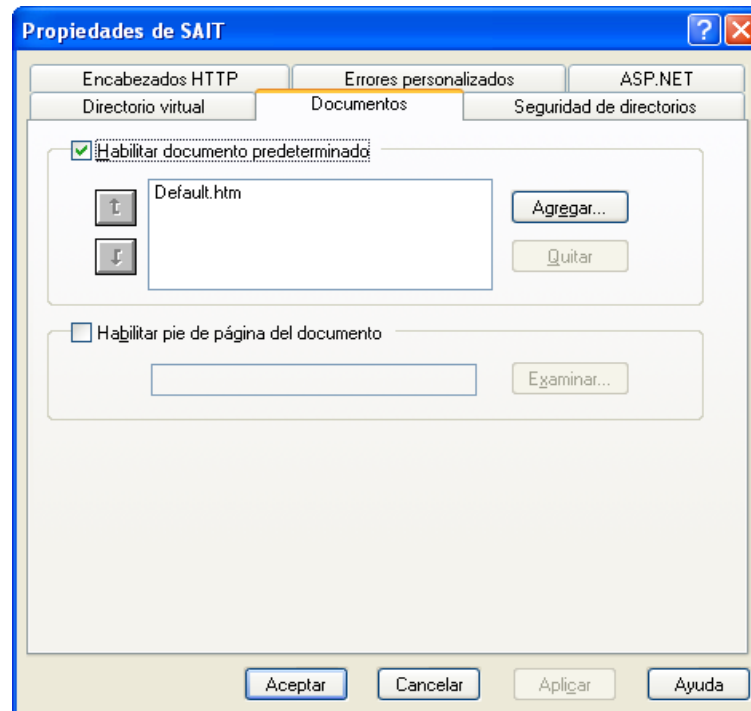 Propiedades de SAIT
Encabezados HTTP Errores personalizados ASP.NET
Directorio virtual Documentos Seguridad de directorios
Habilitar documento predeterminado
Default.htm
Agregar...
Quitar
Habilitar pie de página del documento
Examinar...
Aceptar Cancelar Aplicar Ayuda